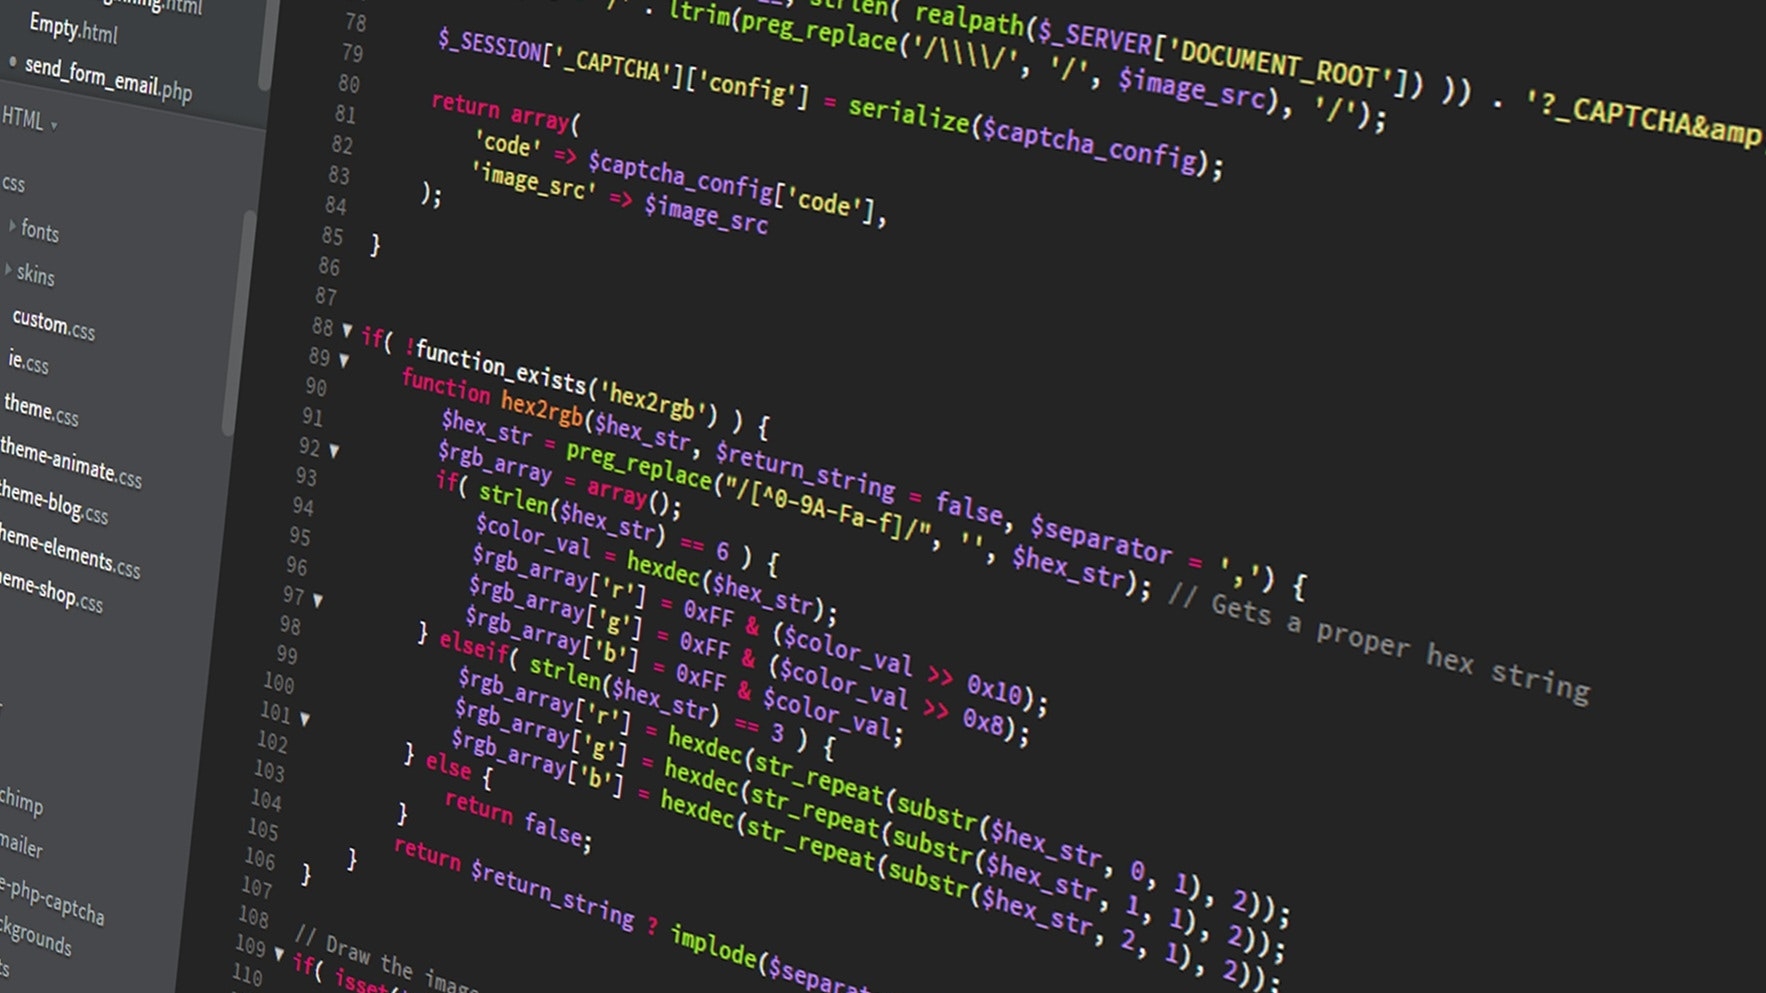 .html
Empty.html
send_form_email.php
HTML
css
fonts
skins
custom.css
ie.css
theme.css
theme-animate.css
theme-blog.css
theme-elements.css
eme-shop.css
chimp
mailer
e-php-captcha
ckgrounds
ts
strlen( realpath($_SERVER['DOCUMENT_ROOT']) )) . '?_CAPTCHA&amp
78 . ltrim(preg_replace('/\\\\/', '/', $image_src), '/');
79 $_SESSION['_CAPTCHA']['config'] = serialize($captcha_config);
80
81 return array(
82 'code' => $captcha_config['code'],
83 'image_src' => $image_src
84 );
85 }
86
87
88 if( !function_exists('hex2rgb') ) {
89 function hex2rgb($hex_str, $return_string = false, $separator = ',') {
90 $hex_str = preg_replace("/[^0-9A-Fa-f]/", '', $hex_str); // Gets a proper hex string
91 $rgb_array = array();
92 if( strlen($hex_str) == 6 ) {
93 $color_val = hexdec($hex_str);
94 $rgb_array['r'] = 0xFF & ($color_val >> 0x10);
95 $rgb_array['g'] = 0xFF & ($color_val >> 0x8);
96 $rgb_array['b'] = 0xFF & $color_val;
97 } elseif( strlen($hex_str) == 3 ) {
98 $rgb_array['r'] = hexdec(str_repeat(substr($hex_str, 0, 1), 2));
99 $rgb_array['g'] = hexdec(str_repeat(substr($hex_str, 1, 1), 2));
100 $rgb_array['b'] = hexdec(str_repeat(substr($hex_str, 2, 1), 2));
101 } else {
102 return false;
103 }
104 return $return_string ? implode($separat
105 }
106 }
107
108 // Draw the image
109 if( isset(
110